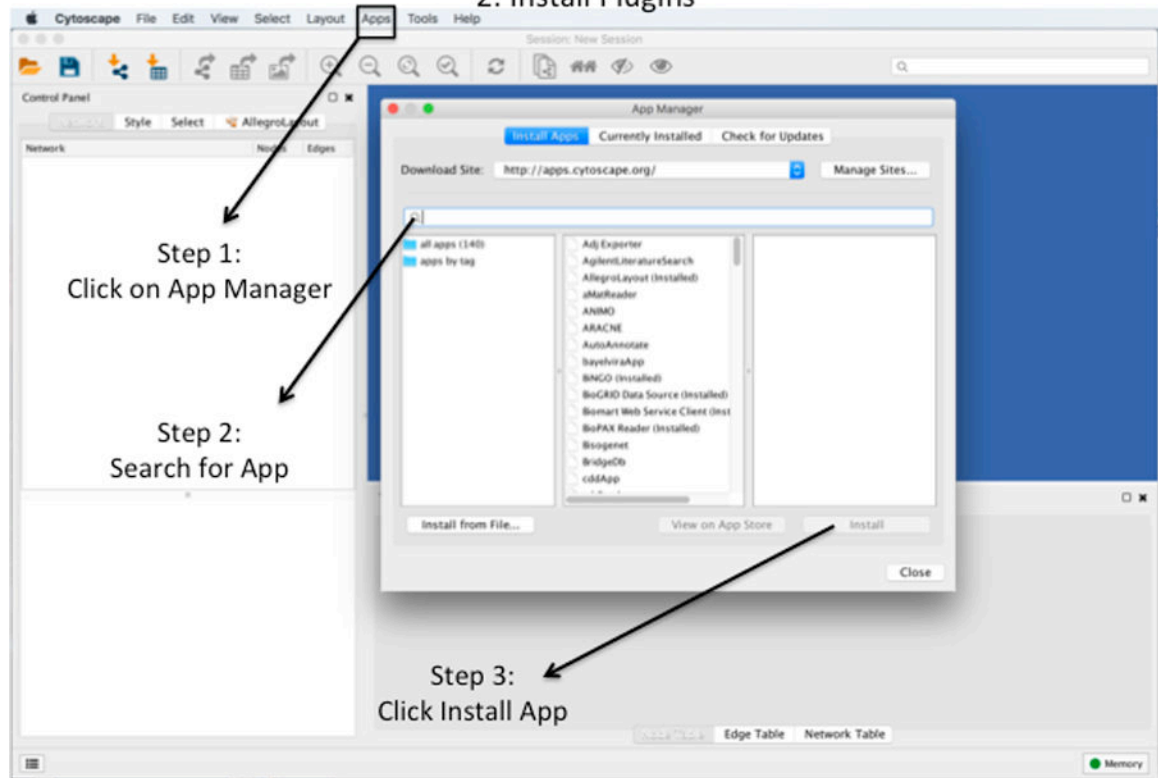 2. Install Plugins
Cytoscape File Edit View Select Layout Apps Tools Help
Session: New Session
Control Panel
Style Select AllegroLayout
Network Nodes Edges
App Manager
Install Apps Currently Installed Check for Updates
Download Site: http://apps.cytoscape.org/ Manage Sites...
all apps (140)
apps by tag
Adj Exporter
AgilentLiteratureSearch
AllegroLayout (Installed)
aMatReader
ANIMO
ARACNE
AutoAnnotate
bayelviraApp
BiNGO (Installed)
BioGRID Data Source (Installed)
Biomart Web Service Client (Inst
BioPAX Reader (Installed)
Bisogenet
BridgeDb
cddApp
Install from File... View on App Store Install
Close
Step 1:
Click on App Manager
Step 2:
Search for App
Step 3:
Click Install App
Edge Table Network Table
Memory